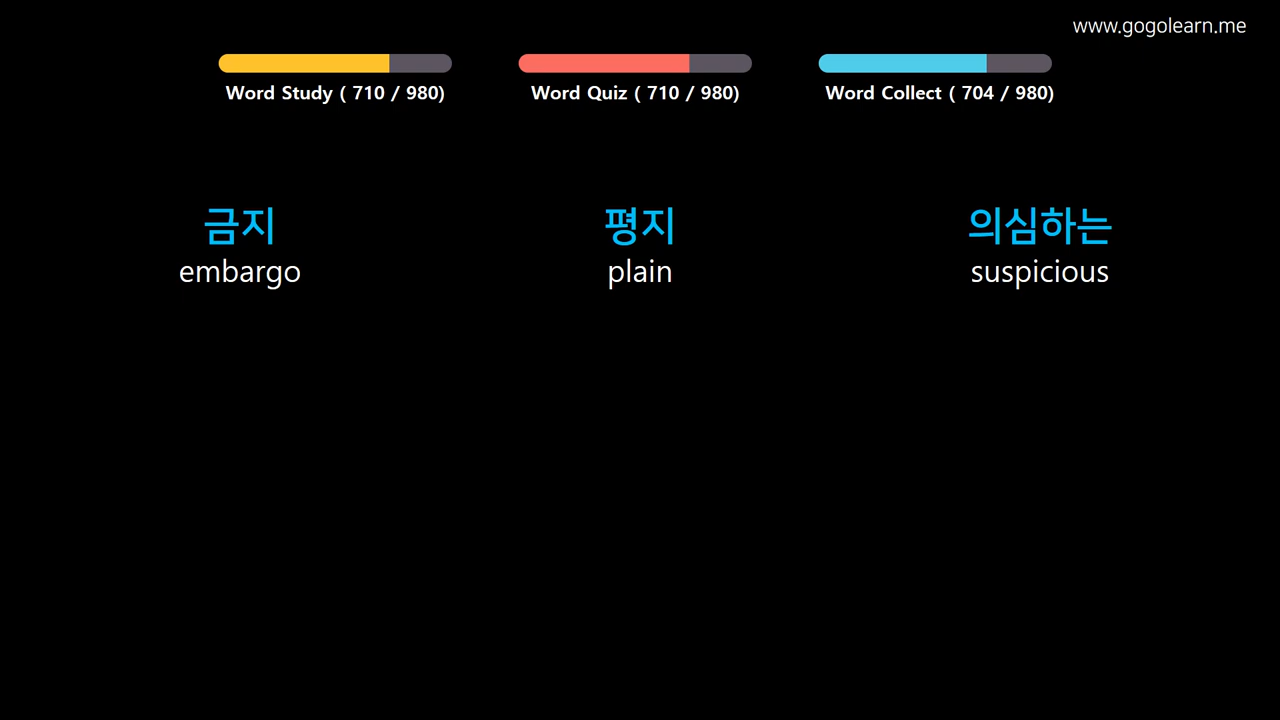 www.gogolearn.me
Word Study ( 710 / 980)
Word Quiz ( 710 / 980)
Word Collect ( 704 / 980)
금지
embargo
평지
plain
의심하는
suspicious